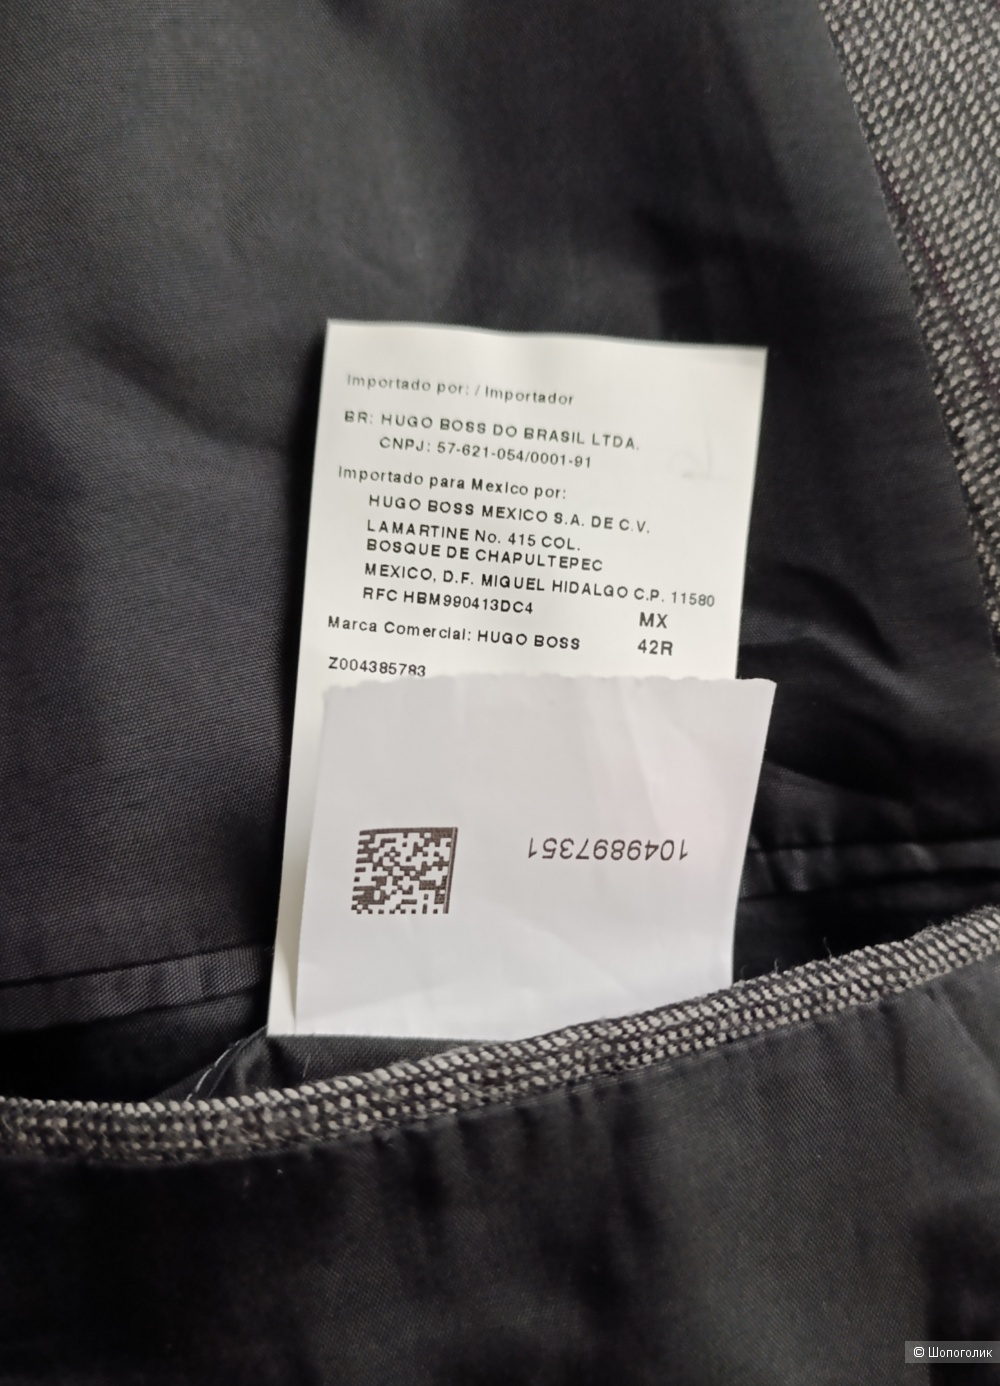 Importado por: / Importador
BR: HUGO BOSS DO BRASIL LTDA.
CNPJ: 57-621-054/0001-91
Importado para Mexico por:
HUGO BOSS MEXICO S.A. DE C.V.
LAMARTINE No. 415 COL.
BOSQUE DE CHAPULTEPEC
MEXICO, D.F. MIGUEL HIDALGO C.P. 11580
RFC HBM990413DC4
MX
Marca Comercial: HUGO BOSS
42R
Z004385783
1049897351
© Шопоголик